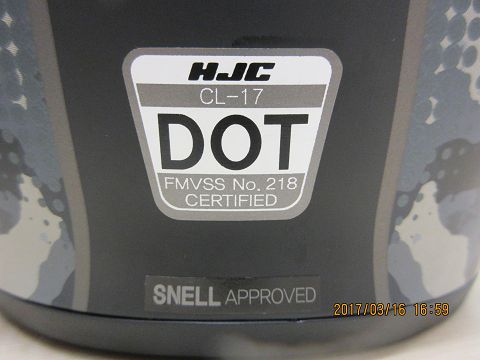 HJC
CL-17
DOT
FMVSS No. 218
CERTIFIED
SNELL APPROVED
2017/03/16 16:59